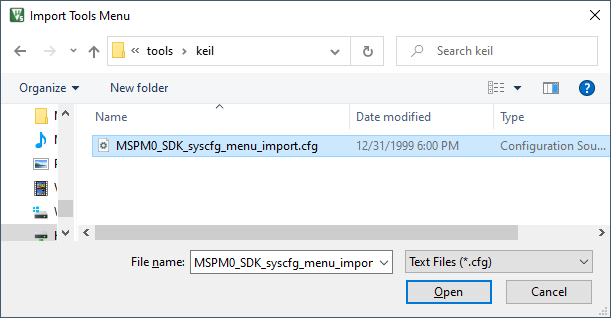 Import Tools Menu
« tools › keil
Search keil
Organize
New folder
Name
Date modified
Type
MSPM0_SDK_syscfg_menu_import.cfg
12/31/1999 6:00 PM
Configuration Sou...
File name:
MSPM0_SDK_syscfg_menu_impor
Text Files (*.cfg)
Open
Cancel